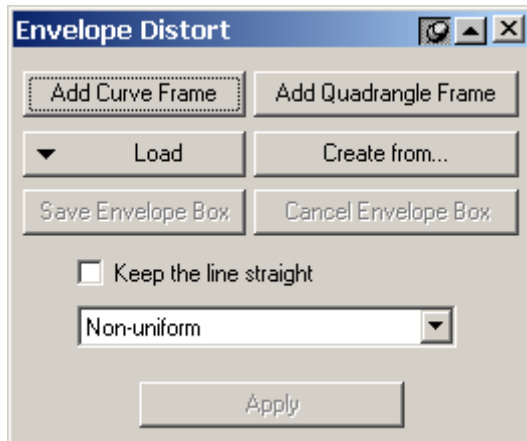 Envelope Distort
Add Curve Frame
Add Quadrangle Frame
Load
Create from...
Save Envelope Box
Cancel Envelope Box
Keep the line straight
Non-uniform
Apply